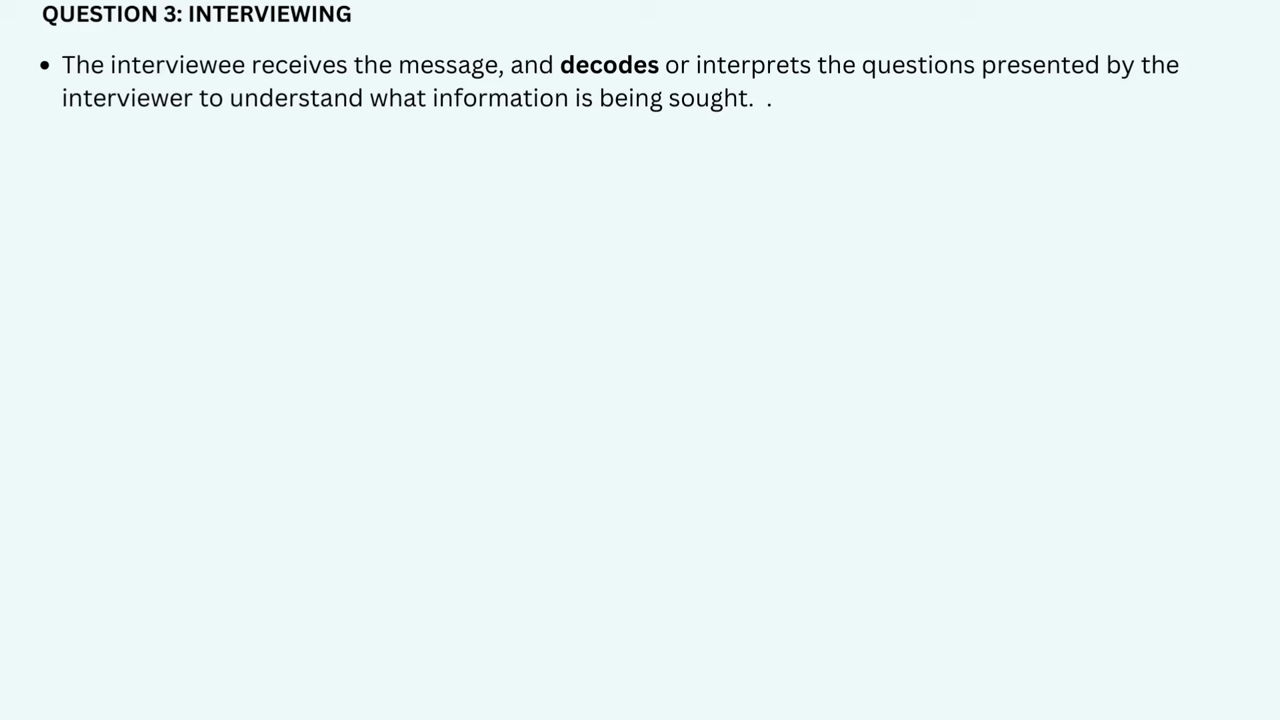 QUESTION 3: INTERVIEWING
• The interviewee receives the message, and decodes or interprets the questions presented by the
interviewer to understand what information is being sought.  .